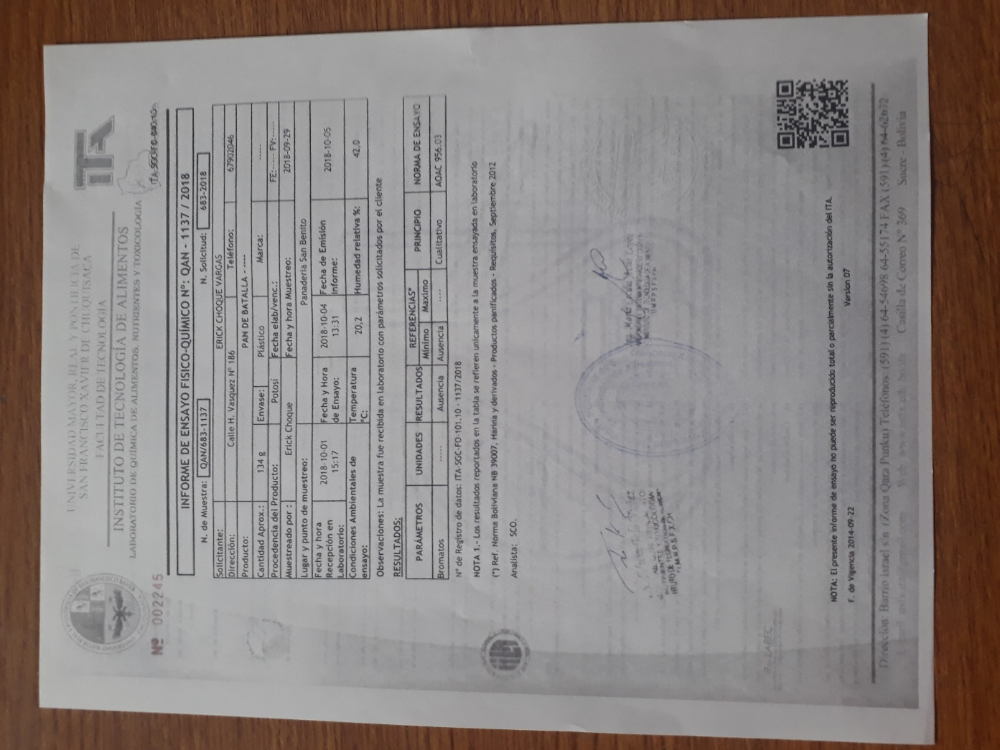 UNIVERSIDAD MAYOR, REAL Y PONTIFICIA DE
SAN FRANCISCO XAVIER DE CHUQUISACA
FACULTAD DE TECNOLOGÍA
INSTITUTO DE TECNOLOGÍA DE ALIMENTOS
LABORATORIO DE QUÍMICA DE ALIMENTOS, NUTRIENTES Y TOXICOLOGÍA
ITA
Nº 002245
INFORME DE ENSAYO FISICO-QUÍMICO Nº: QAN - 1137 / 2018
N. de Muestra: QAN/683-1137 N. Solicitud: 683-2018
Solicitante: ERICK CHOQUE VARGAS
Dirección: Calle H. Vasquez Nº 186 Teléfono: 67902046
Producto: PAN DE BATALLA - ----
Cantidad Aprox.: 134 g Envase: Plástico Marca: -----
Procedencia del Producto: Potosí Fecha elab/venc.: FE:----- FV:-----
Muestreado por : Erick Choque Fecha y hora Muestreo: 2018-09-29
Lugar y punto de muestreo: Panadería San Benito
Fecha y hora Recepción en Laboratorio: 2018-10-01 15:17 Fecha y Hora de Ensayo: 2018-10-04 13:31 Fecha de Emisión Informe: 2018-10-05
Condiciones Ambientales de ensayo: Temperatura °C: 20,2 Humedad relativa %: 42,0
Observaciones: La muestra fue recibida en laboratorio con parámetros solicitados por el cliente
RESULTADOS:
PARÁMETROS UNIDADES RESULTADOS REFERENCIAS* PRINCIPIO NORMA DE ENSAYO
Mínimo Maximo
Bromatos ----- Ausencia Ausencia ---- Cualitativo AOAC 956.03
Nº de Registro de datos: ITA-SGC-FO-101.10 - 1137/2018
NOTA 1.- Los resultados reportados en la tabla se refieren unicamente a la muestra ensayada en laboratorio
(*) Ref. Norma Boliviana NB 39007, Harina y derivados - Productos panificados - Requisitos, Septiembre 2012
Analista: SCO.
NOTA: El presente informe de ensayo no puede ser reproducido total o parcialmente sin la autorización del ITA.
F. de Vigencia 2014-09-22 Version 07
Dirección: Barrio Israel s/n (Zona Qara Punku) Teléfonos: (591) (4) 64-54698 64-55174 FAX (591) (4) 64-62672
Casilla de Correo Nº 369 Sucre - Bolivia